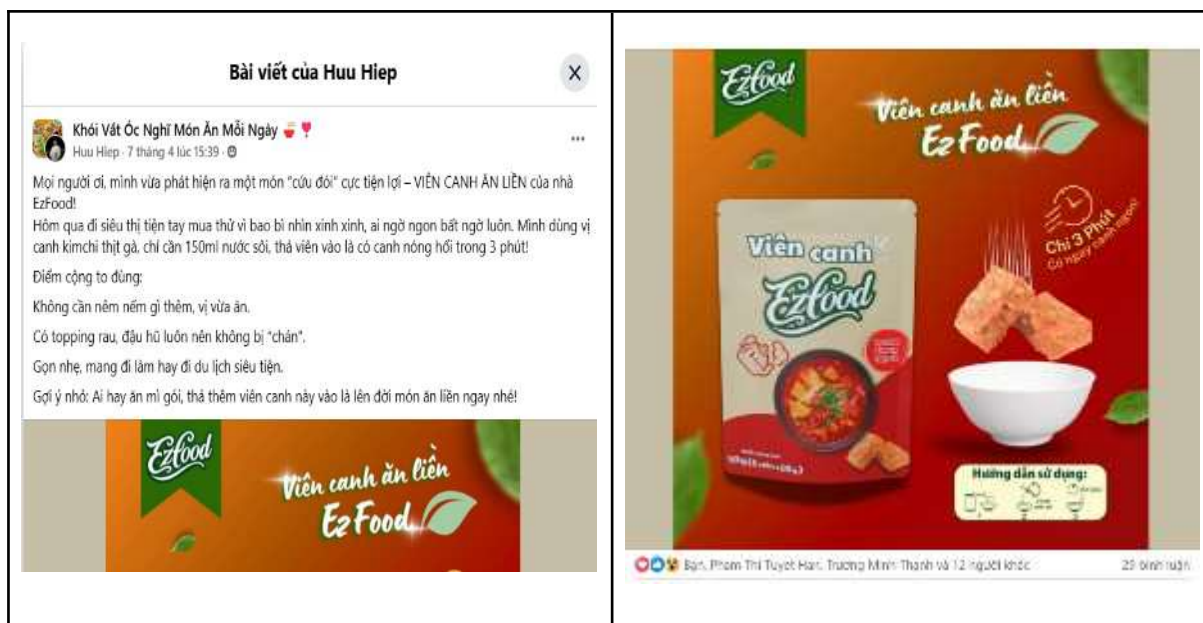 Bài viết của Huu Hiep
Khói Vắt Óc Nghĩ Món Ăn Mỗi Ngày
Huu Hiep · 7 tháng 4 lúc 15:39 ·
Mọi người ơi, mình vừa phát hiện ra một món "cứu đói" cực tiện lợi – VIÊN CANH ĂN LIỀN của nhà
EzFood!
Hôm qua đi siêu thị tiện tay mua thử vì bao bì nhìn xinh xinh, ai ngờ ngon bất ngờ luôn. Mình dùng vị
canh kimchi thịt gà, chỉ cần 150ml nước sôi, thả viên vào là có canh nóng hổi trong 3 phút!
Điểm cộng to đùng:
Không cần nêm nếm gì thêm, vị vừa ăn.
Có topping rau, đậu hũ luôn nên không bị "chán".
Gọn nhẹ, mang đi làm hay đi du lịch siêu tiện.
Gợi ý nhỏ: Ai hay ăn mì gói, thả thêm viên canh này vào là lên đời món ăn liền ngay nhé!
Ezfood
Viên canh ăn liền
Ez Food
Ezfood
Viên canh ăn liền
Ez Food
Chỉ 3 Phút
Có ngay canh ngon!
Viên canh
Ezfood
Hướng dẫn sử dụng:
Bạn, Phạm Thị Tuyet Han, Trương Minh Thanh và 12 người khác
29 bình luận